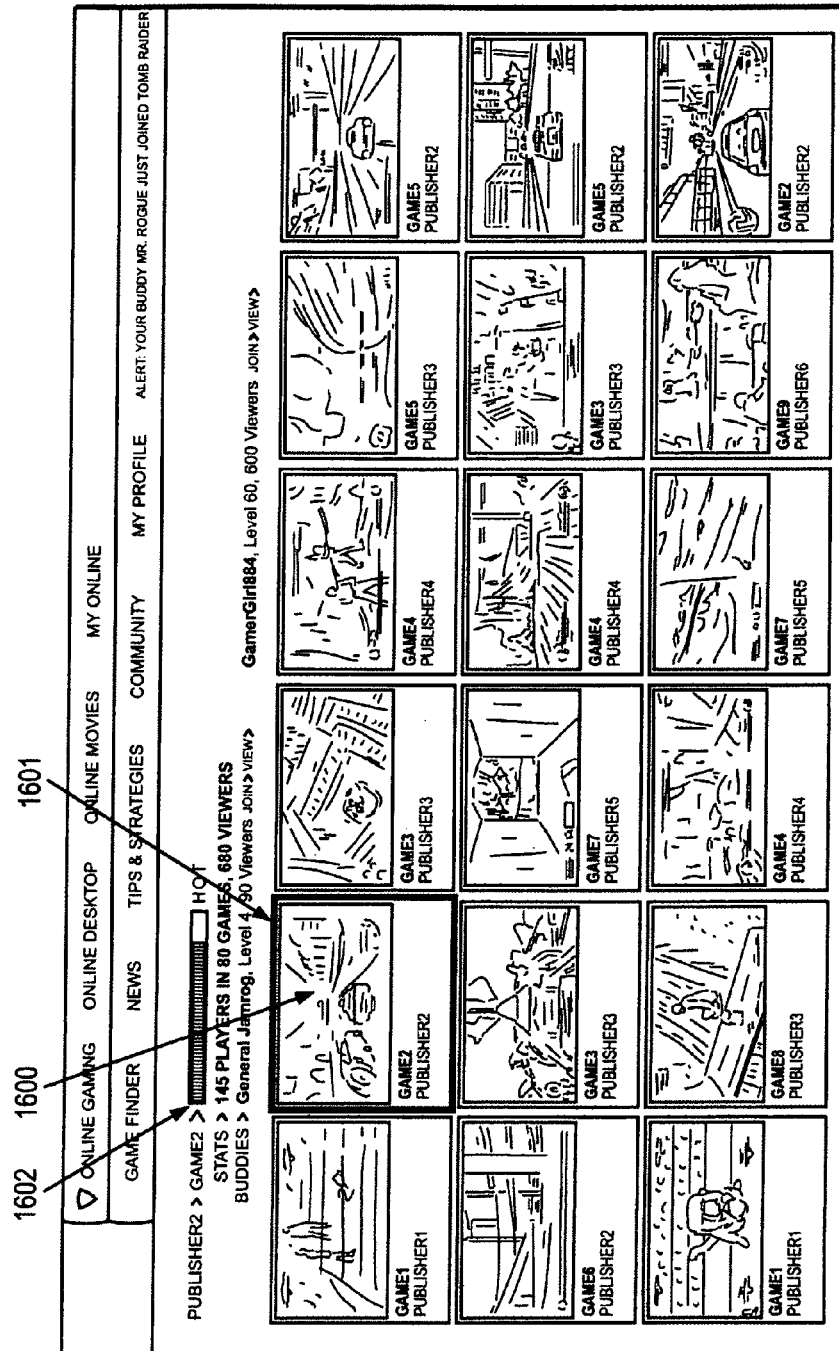 1602
1600
1601
ONLINE GAMING ONLINE DESKTOP ONLINE MOVIES MY ONLINE
GAME FINDER NEWS TIPS & STRATEGIES COMMUNITY MY PROFILE ALERT: YOUR BUDDY MR. ROGUE JUST JOINED TOMB RAIDER
PUBLISHER2 > GAME2 > HOT
STATS > 145 PLAYERS IN 80 GAMES, 680 VIEWERS
BUDDIES > General Jamrog, Level 4, 90 Viewers JOIN> VIEW> GamerGirl884, Level 60, 600 Viewers JOIN>VIEW>
GAME1 GAME2 GAME3 GAME4 GAME5 GAME5
PUBLISHER1 PUBLISHER2 PUBLISHER3 PUBLISHER4 PUBLISHER3 PUBLISHER2
GAME6 GAME3 GAME7 GAME4 GAME3 GAME5
PUBLISHER2 PUBLISHER3 PUBLISHER5 PUBLISHER4 PUBLISHER3 PUBLISHER2
GAME1 GAME8 GAME4 GAME7 GAME9 GAME2
PUBLISHER1 PUBLISHER3 PUBLISHER4 PUBLISHER5 PUBLISHER6 PUBLISHER2